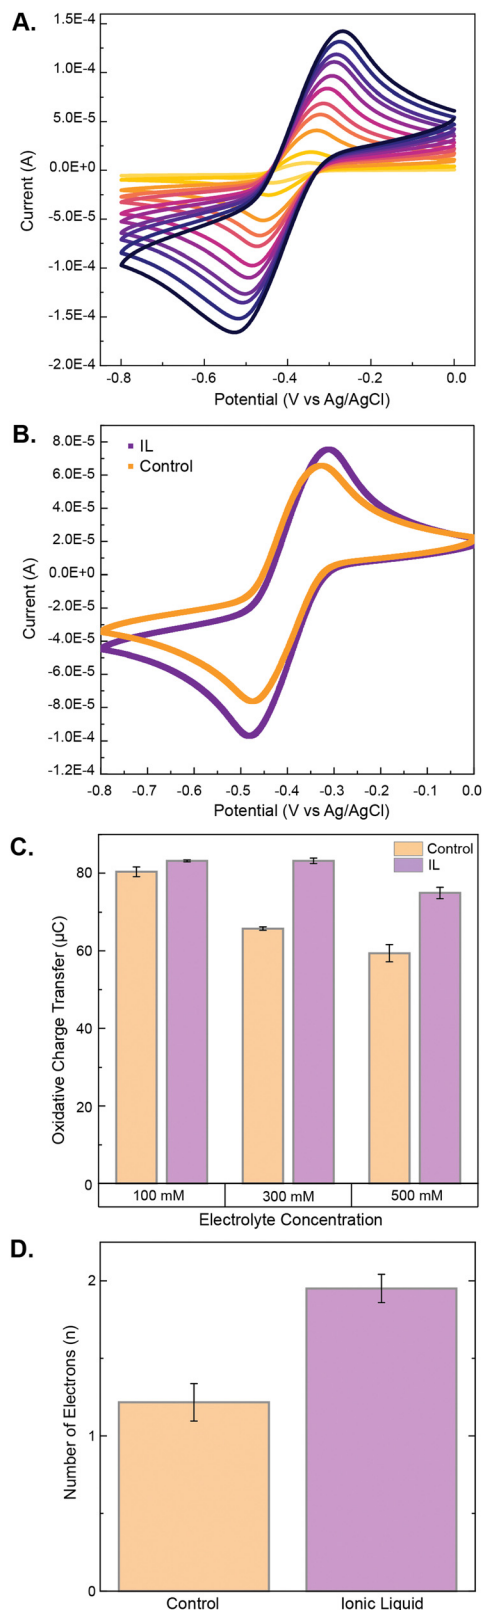 A.
1.5E-4
1.0E-4
5.0E-5
0.0E+0
-5.0E-5
-1.0E-4
-1.5E-4
-2.0E-4
Current (A)
-0.8 -0.6 -0.4 -0.2 0.0
Potential (V vs Ag/AgCl)
B.
IL
Control
8.0E-5
6.0E-5
4.0E-5
2.0E-5
0.0E+0
-2.0E-5
-4.0E-5
-6.0E-5
-8.0E-5
-1.0E-4
-1.2E-4
Current (A)
-0.8 -0.7 -0.6 -0.5 -0.4 -0.3 -0.2 -0.1 0.0
Potential (V vs Ag/AgCl)
C.
Control
IL
80
60
40
20
0
Oxidative Charge Transfer (µC)
100 mM 300 mM 500 mM
Electrolyte Concentration
D.
2
1
0
Number of Electrons (n)
Control Ionic Liquid